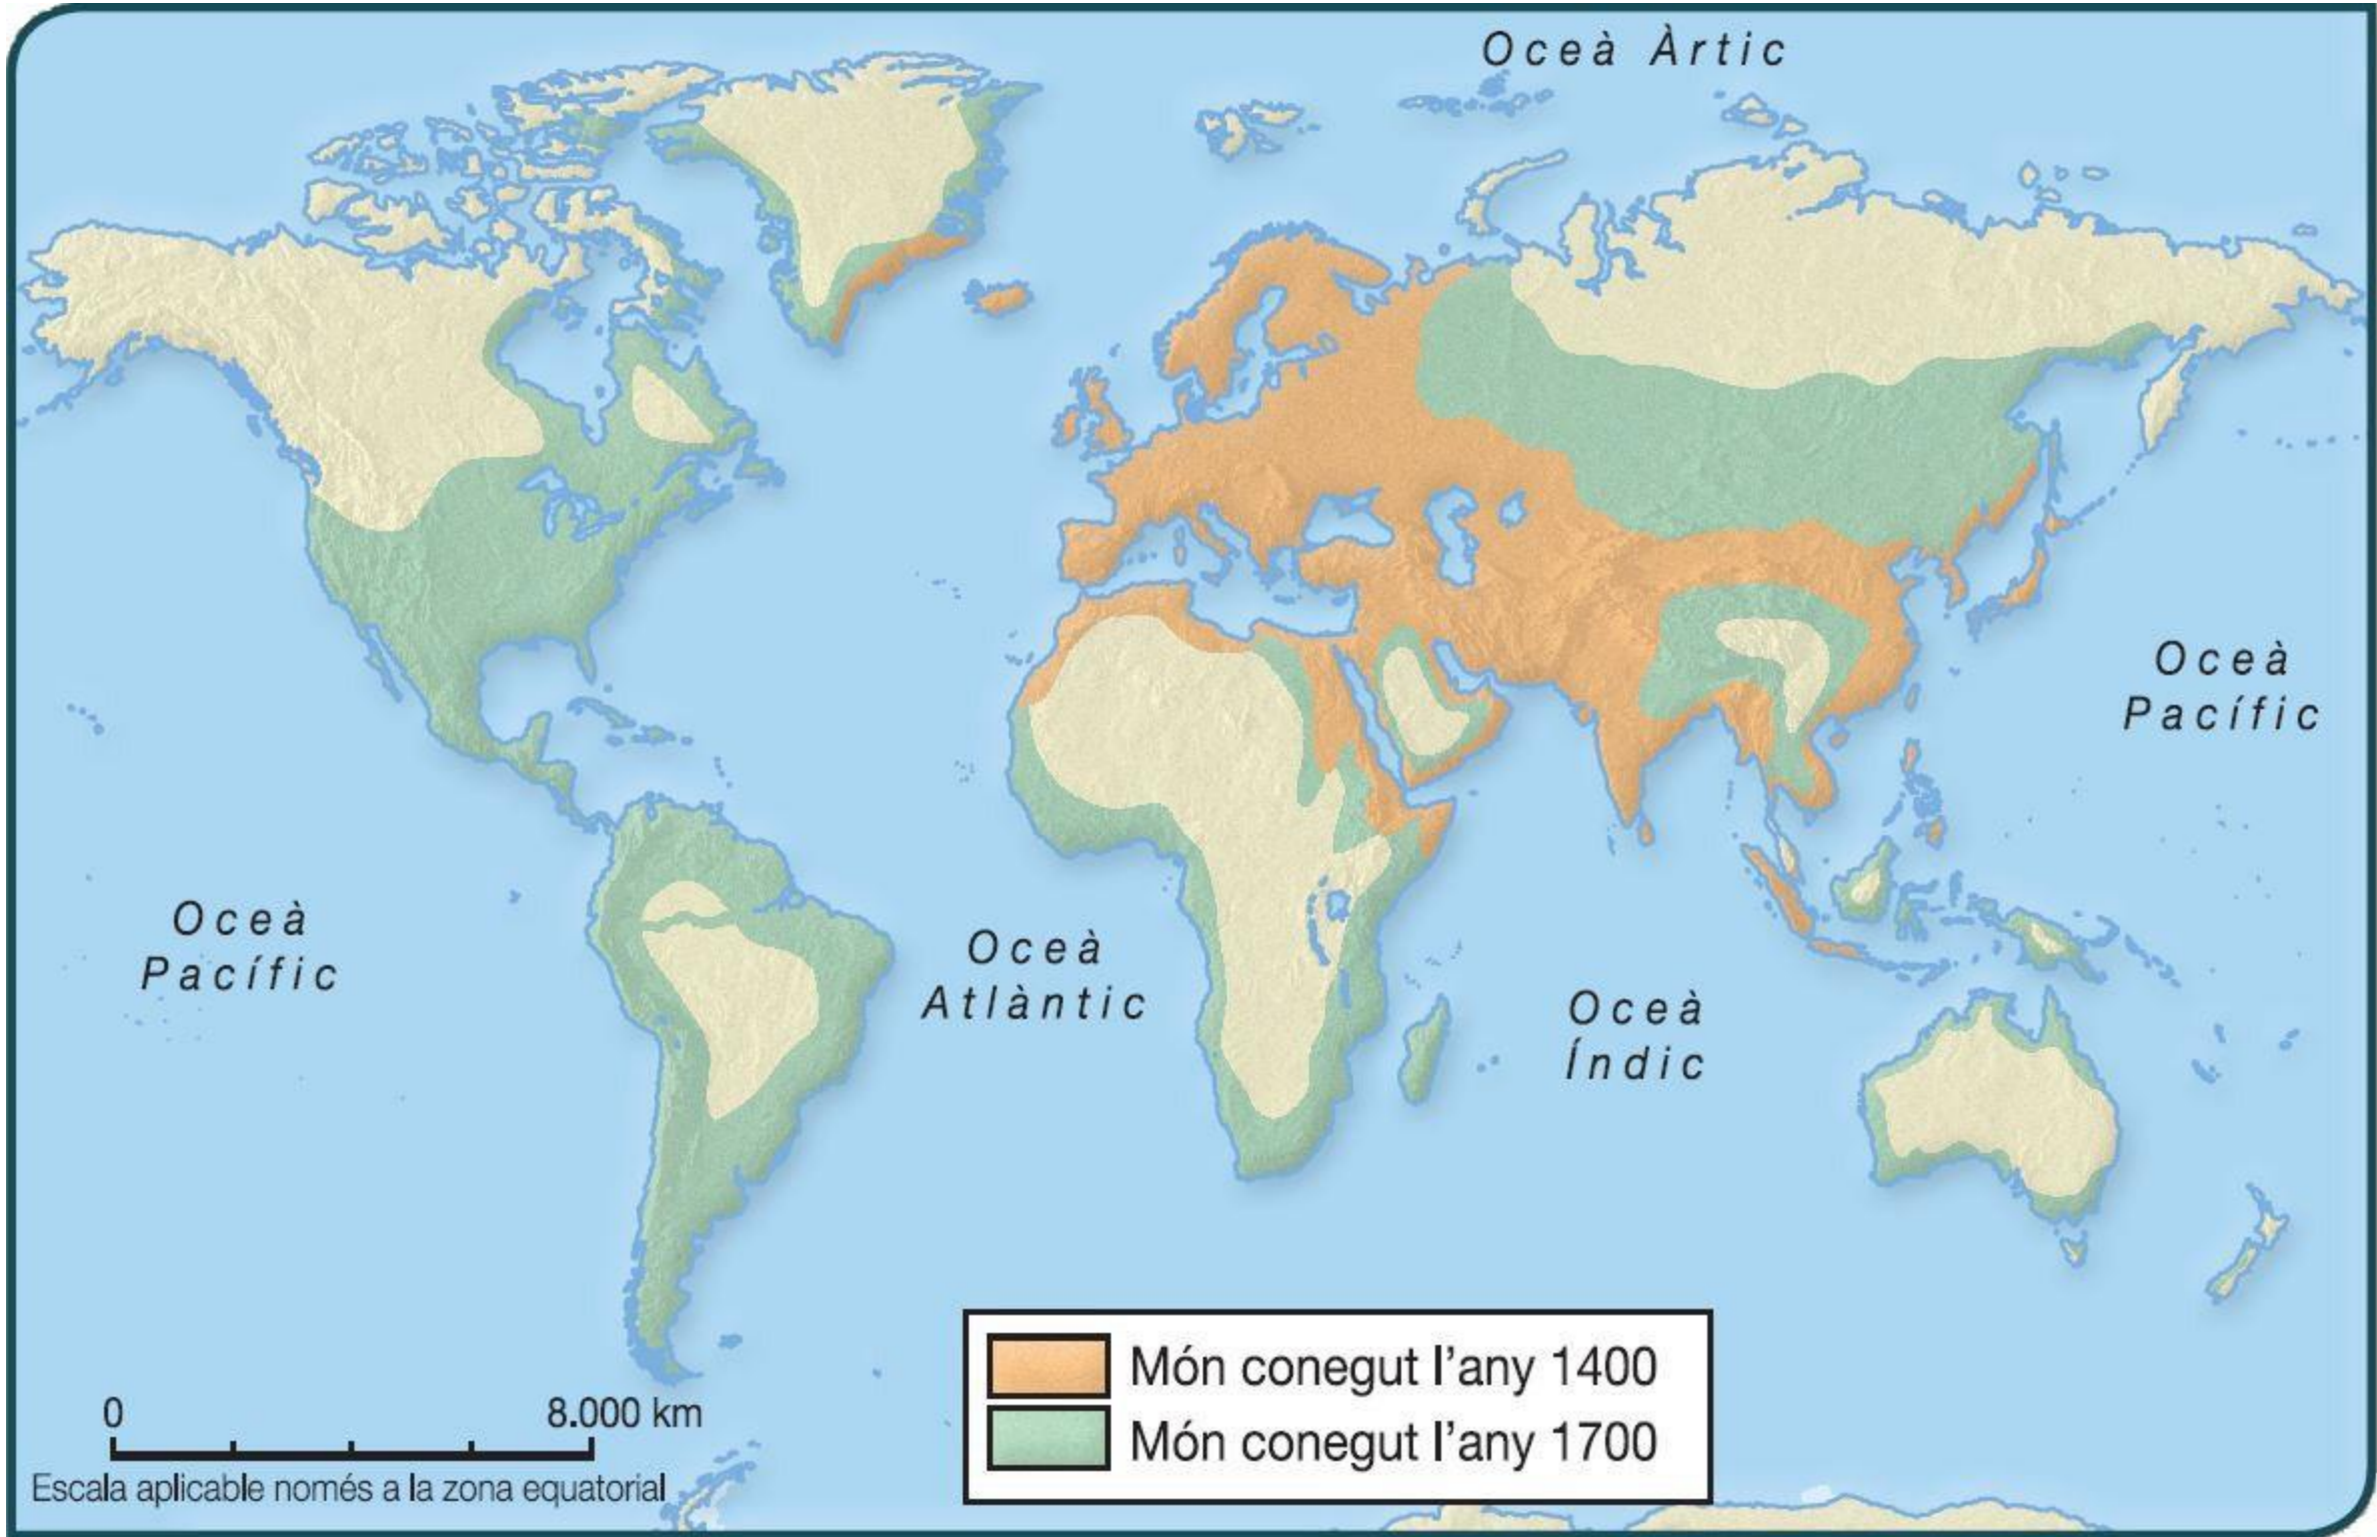 Oceà Àrtic
Oceà
Pacífic
Oceà
Pacífic
Oceà
Atlàntic
Oceà
Índic
Món conegut l'any 1400
Món conegut l'any 1700
0 8.000 km
Escala aplicable només a la zona equatorial